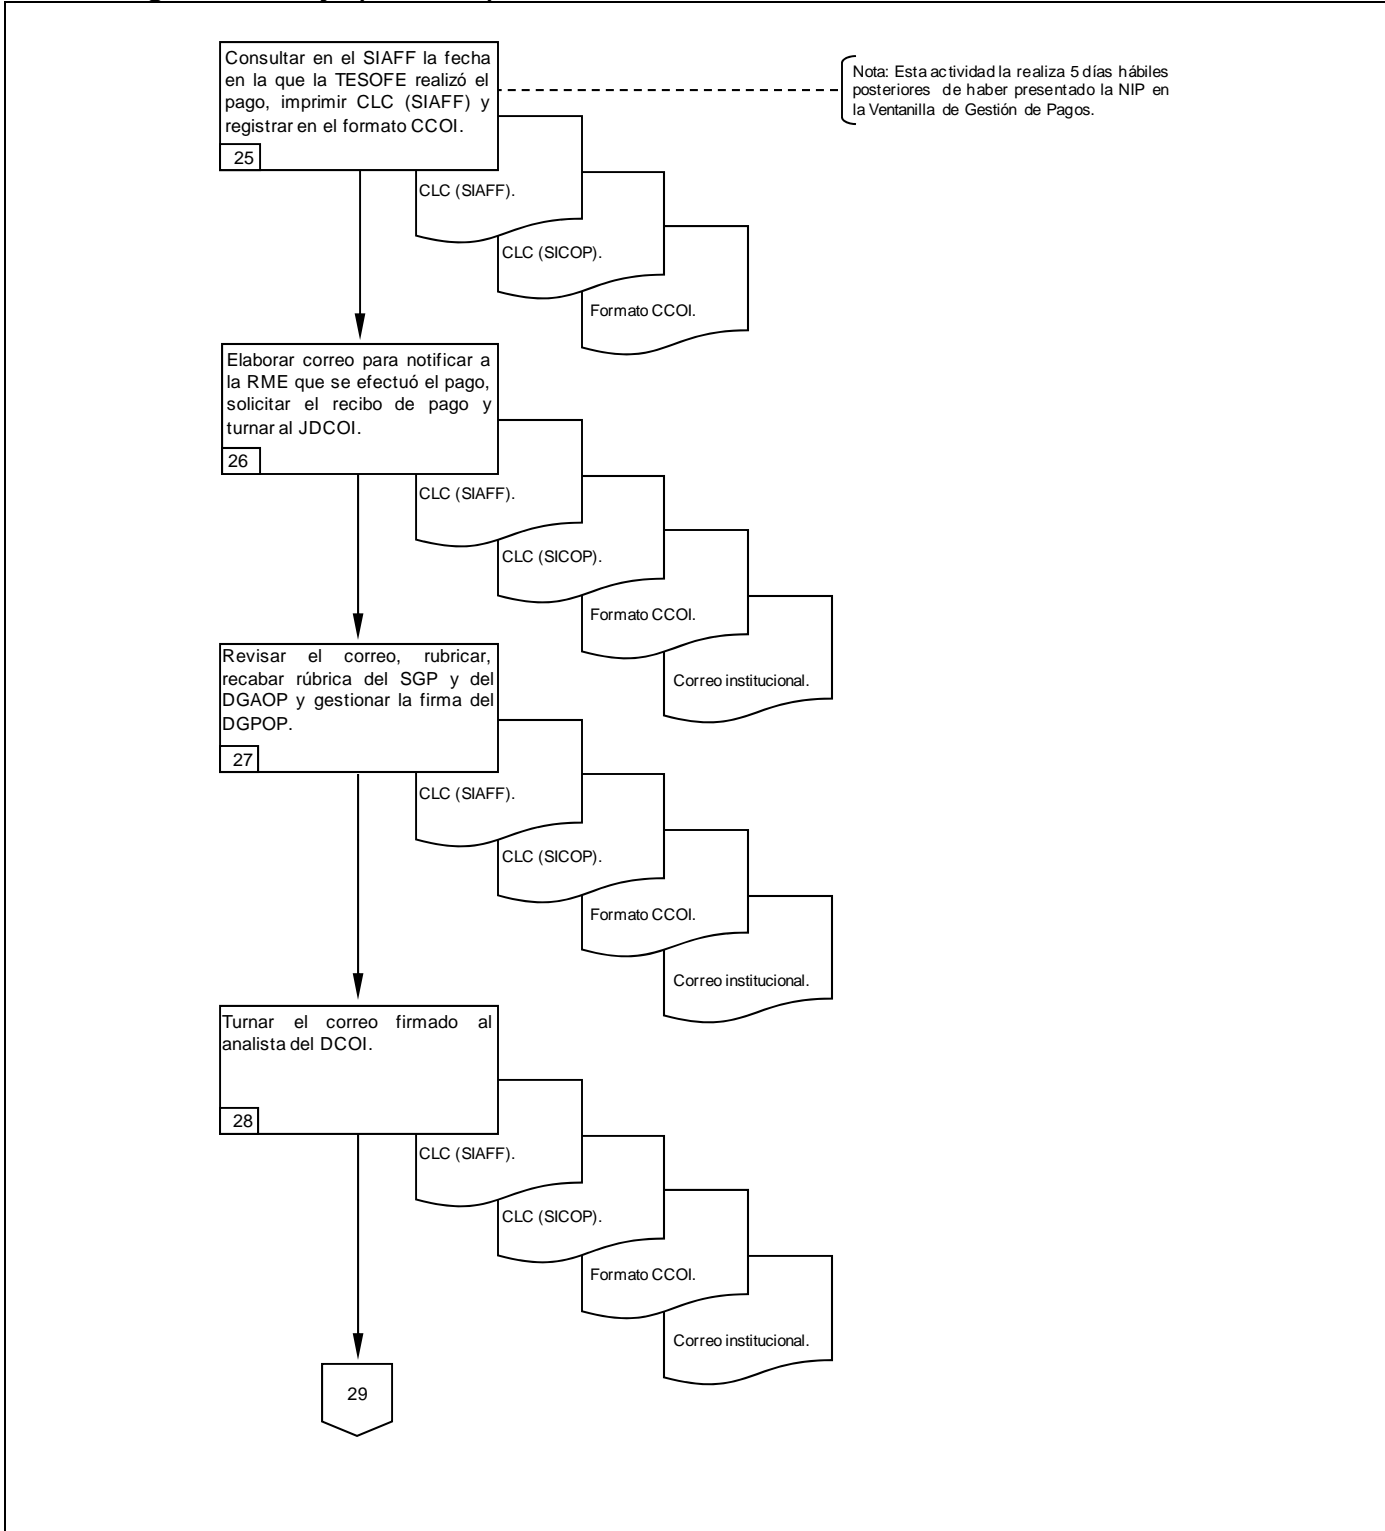 Consultar en el SIAFF la fecha
en la que la TESOFE realizó el
pago, imprimir CLC (SIAFF) y
registrar en el formato CCOI.
25
Nota: Esta actividad la realiza 5 días hábiles
posteriores de haber presentado la NIP en
la Ventanilla de Gestión de Pagos.
CLC (SIAFF).
CLC (SICOP).
Formato CCOI.
Elaborar correo para notificar a
la RME que se efectuó el pago,
solicitar el recibo de pago y
turnar al JDCOI.
26
CLC (SIAFF).
CLC (SICOP).
Formato CCOI.
Correo institucional.
Revisar el correo, rubricar,
recabar rúbrica del SGP y del
DGAOP y gestionar la firma del
DGPOP.
27
CLC (SIAFF).
CLC (SICOP).
Formato CCOI.
Correo institucional.
Turnar el correo firmado al
analista del DCOI.
28
CLC (SIAFF).
CLC (SICOP).
Formato CCOI.
Correo institucional.
29